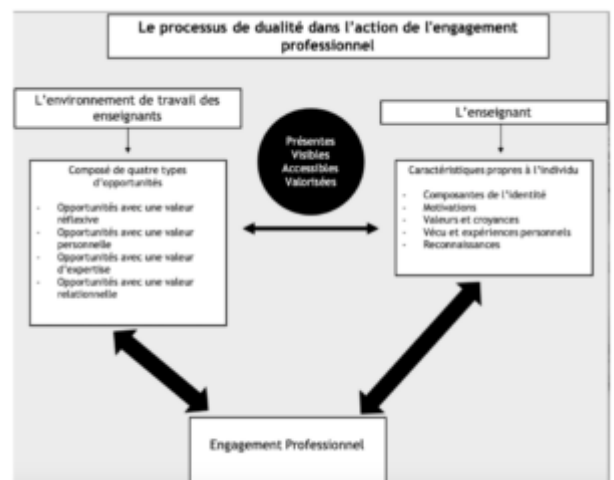 Le processus de dualité dans l'action de l'engagement
professionnel
L'environnement de travail des
enseignants
Composé de quatre types
d'opportunités
- Opportunités avec une valeur
réflexive
- Opportunités avec une valeur
personnelle
- Opportunités avec une valeur
d'expertise
- Opportunités avec une valeur
relationnelle
Présentes
Visibles
Accessibles
Valorisées
L'enseignant
Caractéristiques propres à l'individu
- Composantes de l'identité
- Motivations
- Valeurs et croyances
- Vécu et expériences personnels
- Reconnaissances
Engagement Professionnel